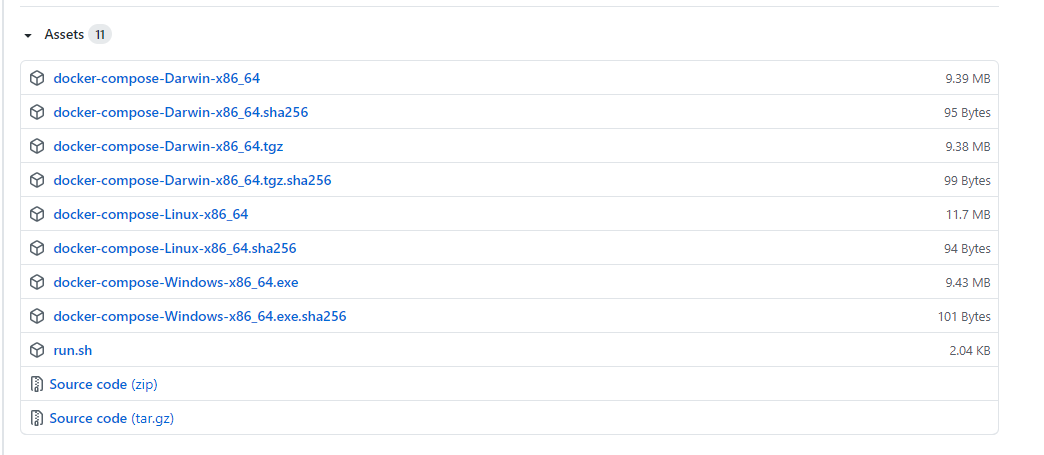 Assets 11
docker-compose-Darwin-x86_64 9.39 MB
docker-compose-Darwin-x86_64.sha256 95 Bytes
docker-compose-Darwin-x86_64.tgz 9.38 MB
docker-compose-Darwin-x86_64.tgz.sha256 99 Bytes
docker-compose-Linux-x86_64 11.7 MB
docker-compose-Linux-x86_64.sha256 94 Bytes
docker-compose-Windows-x86_64.exe 9.43 MB
docker-compose-Windows-x86_64.exe.sha256 101 Bytes
run.sh 2.04 KB
Source code (zip)
Source code (tar.gz)